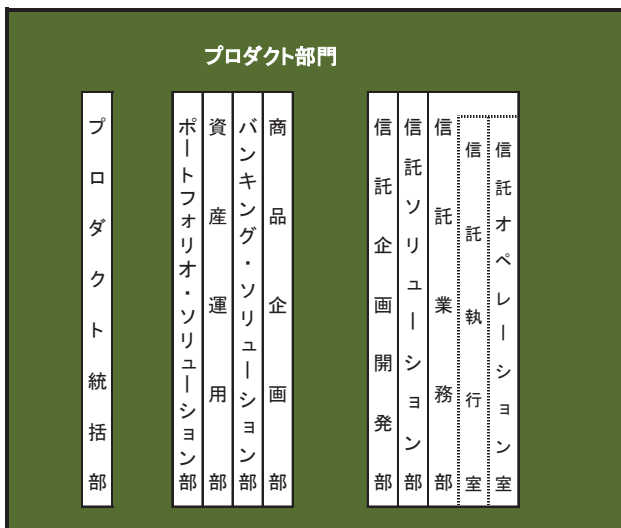 プロダクト部門
プロダクト統括部
ポートフォリオ・ソリューション部
資産運用部
バンキング・ソリューション部
商品企画部
信託企画開発部
信託ソリューション部
信託業務部
信託執行室
信託オペレーション室